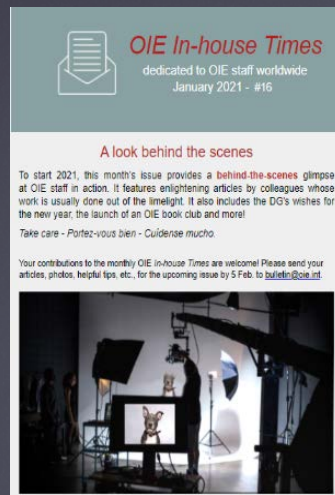 OIE In-house Times
dedicated to OIE staff worldwide
January 2021 - #16
A look behind the scenes
To start 2021, this month's issue provides a behind-the-scenes glimpse
at OIE staff in action. It features enlightening articles by colleagues whose
work is usually done out of the limelight. It also includes the DG's wishes for
the new year, the launch of an OIE book club and more!
Take care - Portez-vous bien - Cuídense mucho.
Your contributions to the monthly OIE In-house Times are welcome! Please send your
articles, photos, helpful tips, etc., for the upcoming issue by 5 Feb. to bulletin@oie.int.